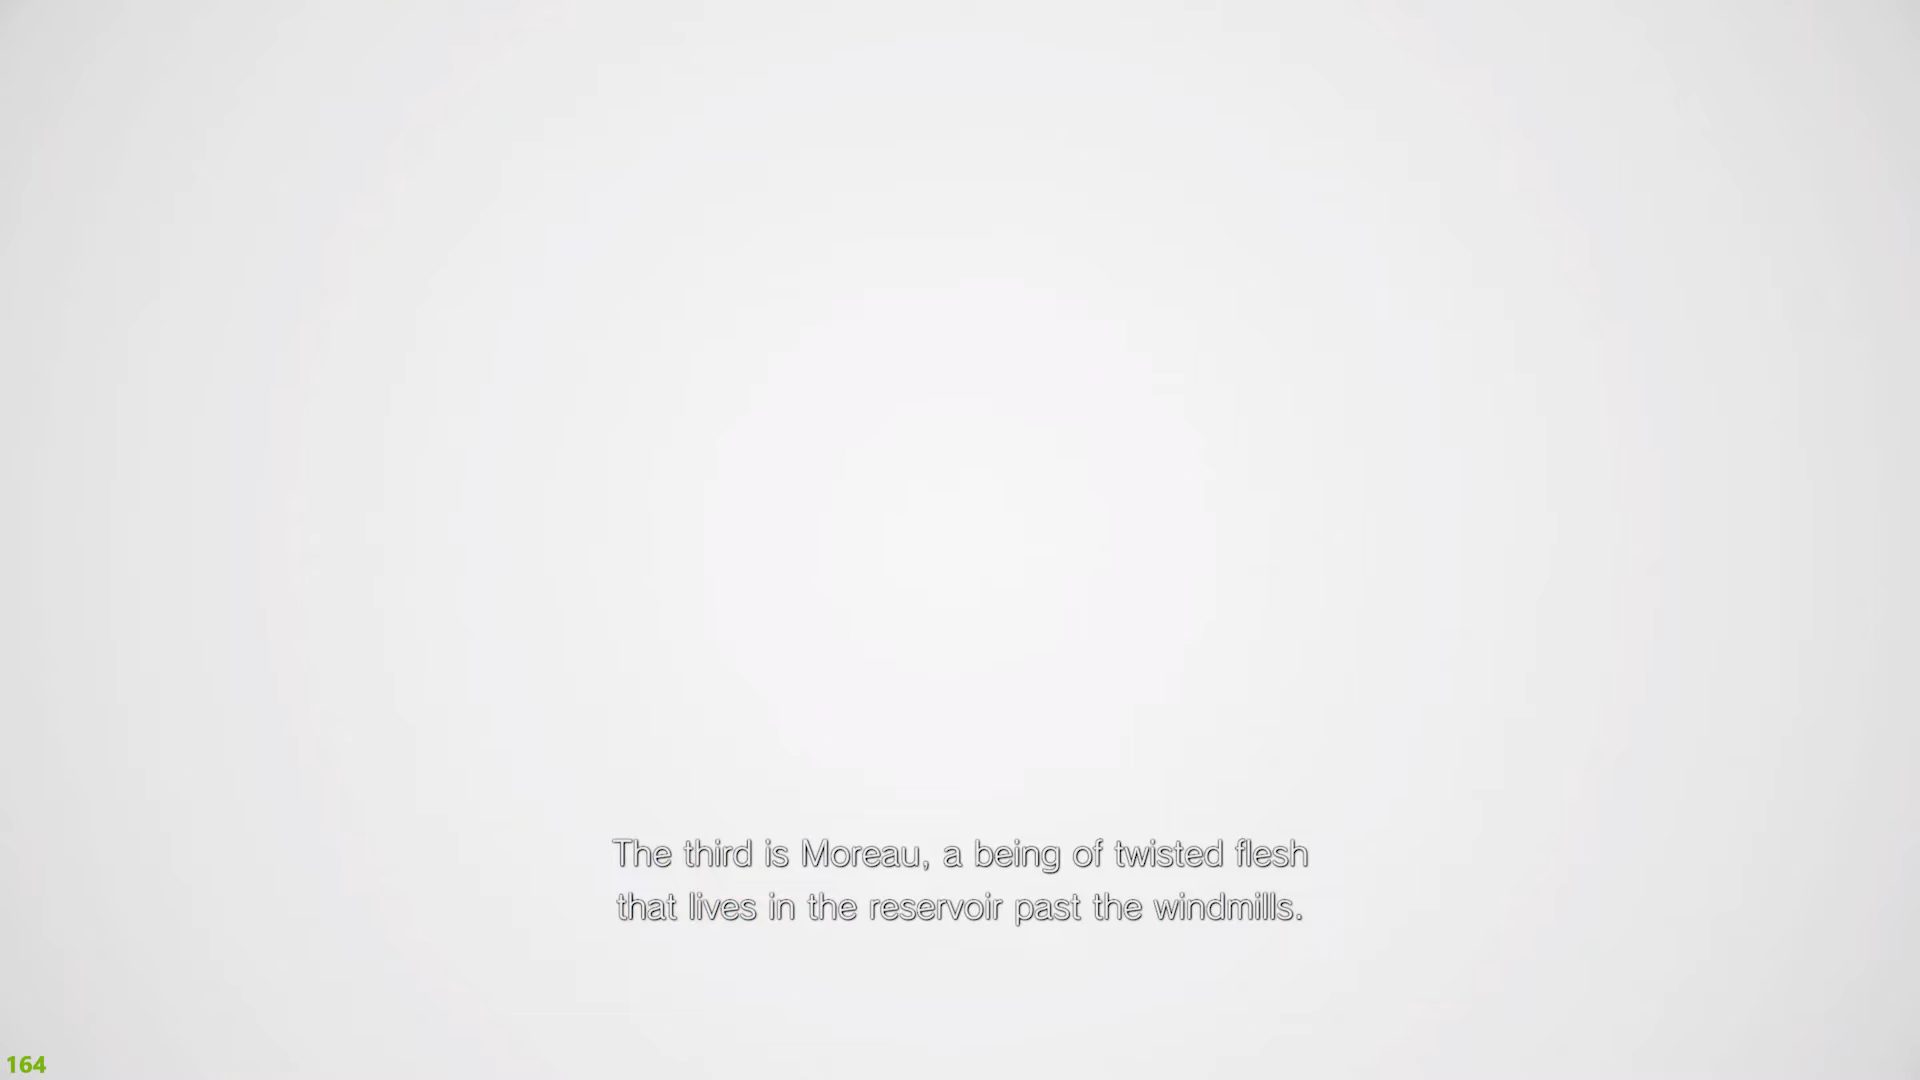 The third is Moreau, a being of twisted flesh
that lives in the reservoir past the windmills.
164